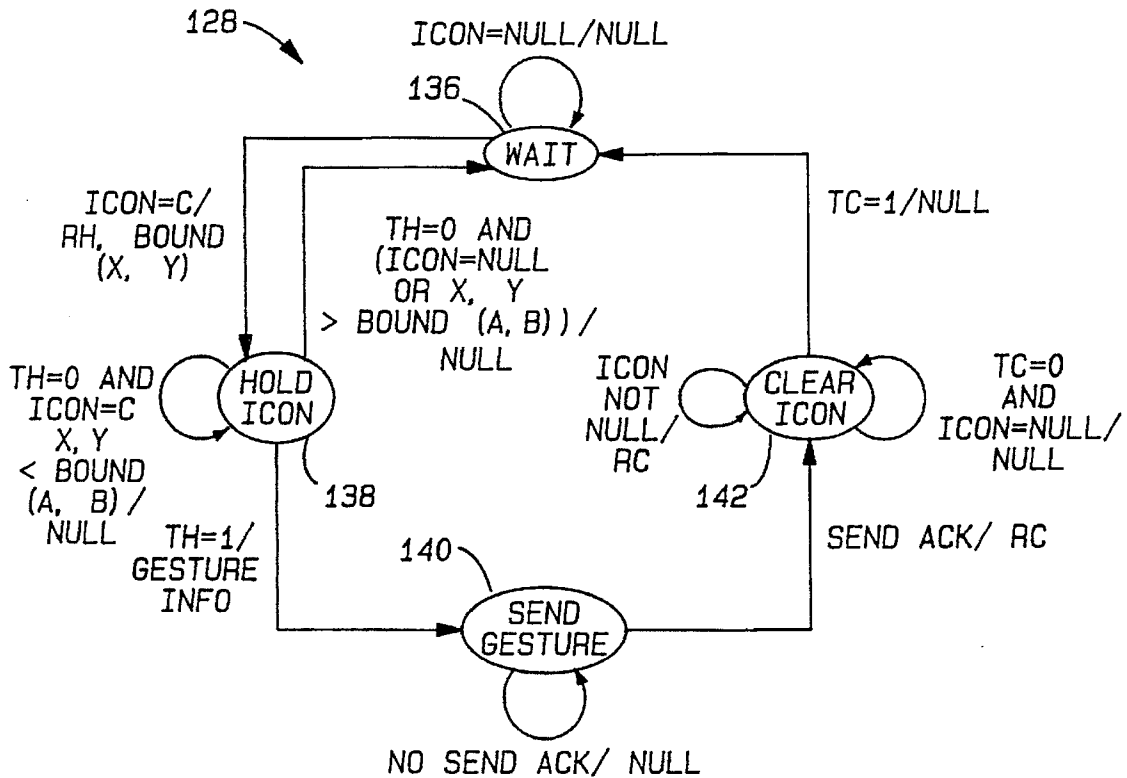 128
ICON=NULL/NULL
136
WAIT
ICON=C/
RH, BOUND
(X, Y)
TH=0 AND
(ICON=NULL
OR X, Y
> BOUND (A,B))/
NULL
TC=1/NULL
TH=0 AND
ICON=C
X, Y
< BOUND
(A, B)/
NULL
HOLD
ICON
138
ICON
NOT
NULL/
RC
CLEAR
ICON
142
TC=0
AND
ICON=NULL/
NULL
TH=1/
GESTURE
INFO
140
SEND
GESTURE
SEND ACK/ RC
NO SEND ACK/ NULL